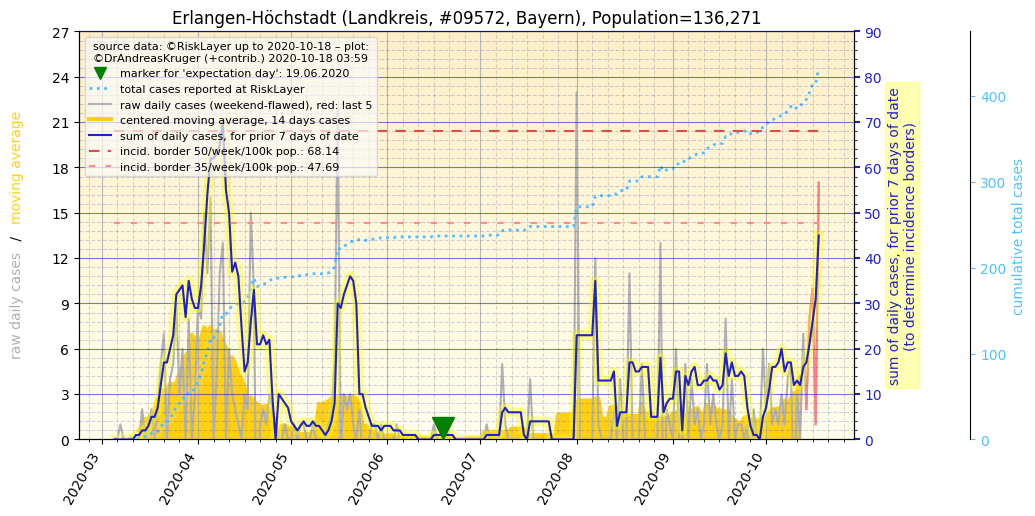 Erlangen-Höchstadt (Landkreis, #09572, Bayern), Population=136,271
source data: ©RiskLayer up to 2020-10-18 – plot:
©DrAndreasKruger (+contrib.) 2020-10-18 03:59
marker for 'expectation day': 19.06.2020
total cases reported at RiskLayer
raw daily cases (weekend-flawed), red: last 5
centered moving average, 14 days cases
sum of daily cases, for prior 7 days of date
incid. border 50/week/100k pop.: 68.14
incid. border 35/week/100k pop.: 47.69
raw daily cases / moving average
27
24
21
18
15
12
9
6
3
0
2020-03
2020-04
2020-05
2020-06
2020-07
2020-08
2020-09
2020-10
90
80
70
60
50
40
30
20
10
0
sum of daily cases, for prior 7 days of date
(to determine incidence borders)
400
300
200
100
0
cumulative total cases